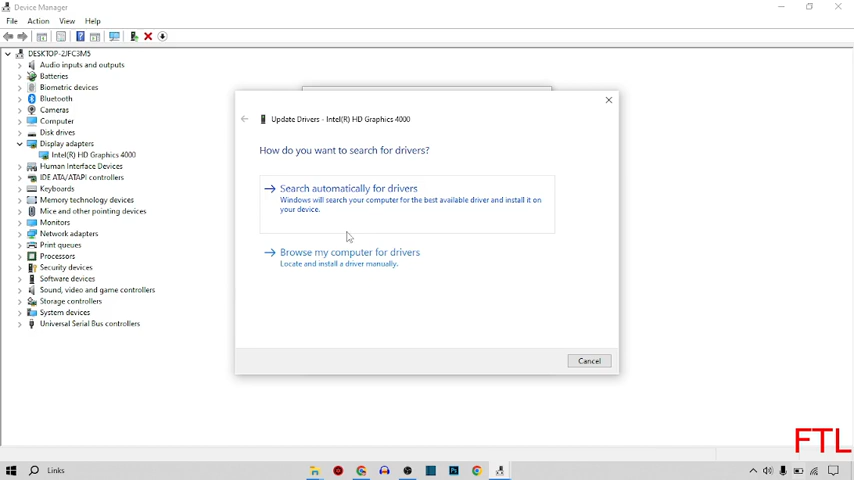 Device Manager
File Action View Help
DESKTOP-2JFC3M5
Audio inputs and outputs
Batteries
Biometric devices
Bluetooth
Cameras
Computer
Disk drives
Display adapters
Intel(R) HD Graphics 4000
Human Interface Devices
IDE ATA/ATAPI controllers
Keyboards
Memory technology devices
Mice and other pointing devices
Monitors
Network adapters
Print queues
Processors
Security devices
Software devices
Sound, video and game controllers
Storage controllers
System devices
Universal Serial Bus controllers
Update Drivers - Intel(R) HD Graphics 4000
How do you want to search for drivers?
Search automatically for drivers
Windows will search your computer for the best available driver and install it on
your device.
Browse my computer for drivers
Locate and install a driver manually.
Cancel
FTL
Links